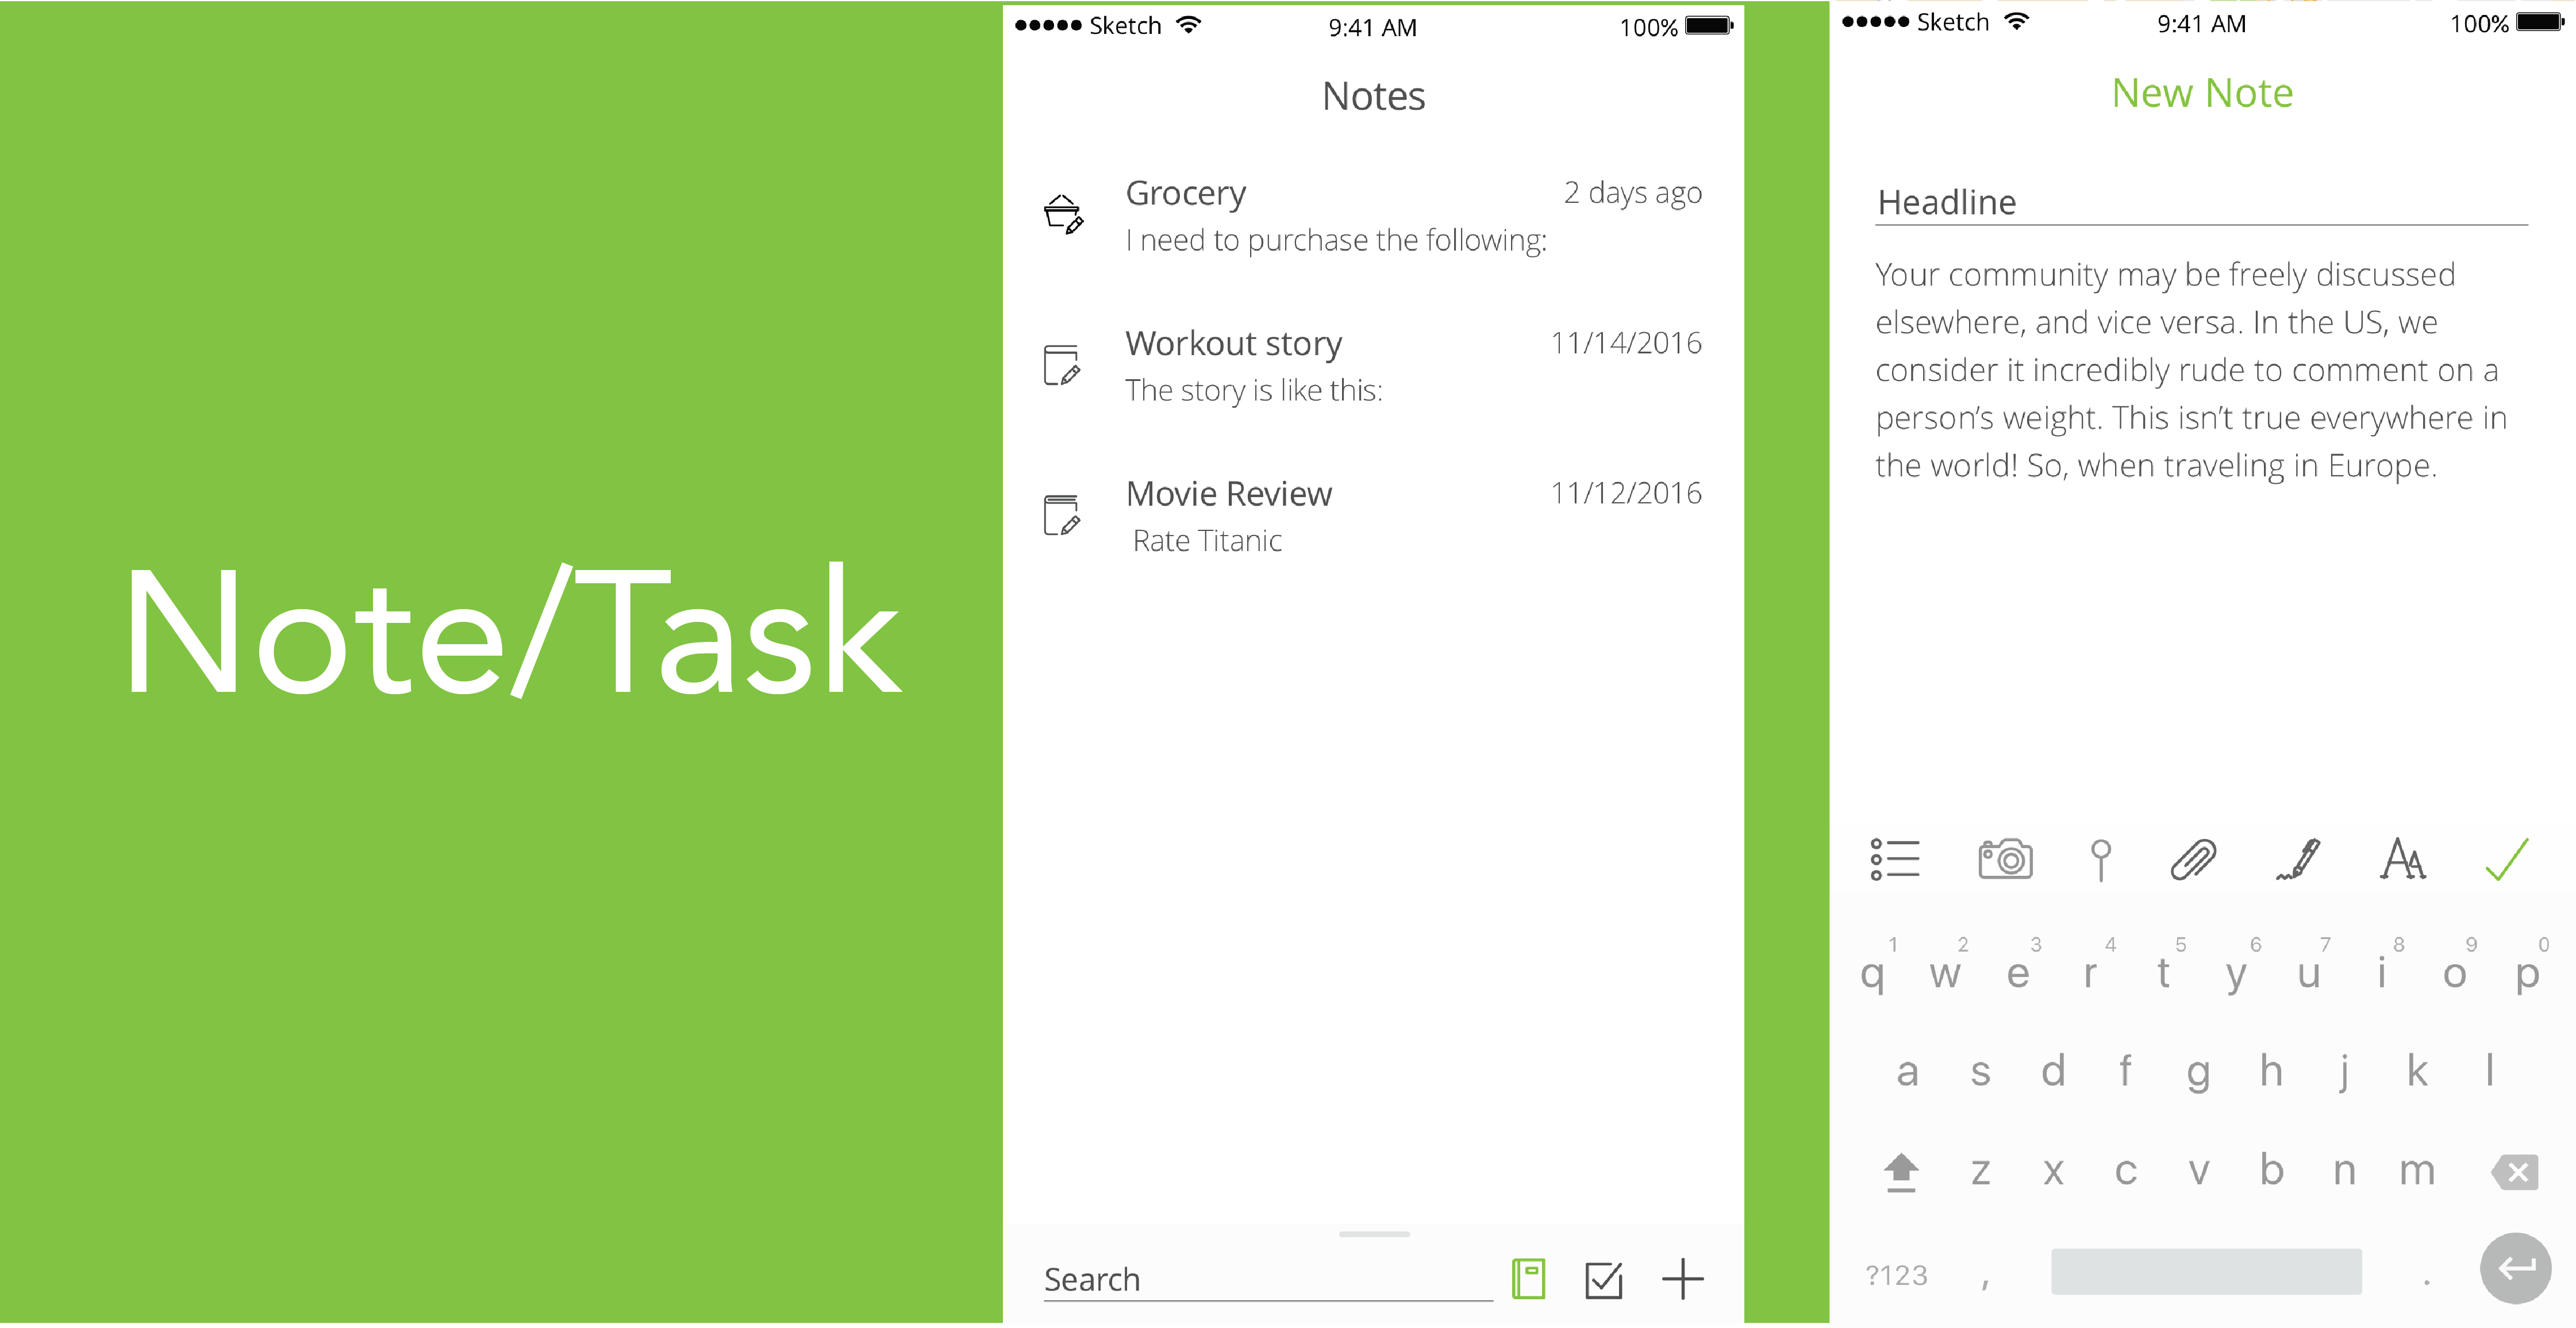 Note/Task
Sketch 9:41 AM 100%
Notes
Grocery 2 days ago
I need to purchase the following:
Workout story 11/14/2016
The story is like this:
Movie Review 11/12/2016
Rate Titanic
Search
Sketch 9:41 AM 100%
New Note
Headline
Your community may be freely discussed
elsewhere, and vice versa. In the US, we
consider it incredibly rude to comment on a
person’s weight. This isn’t true everywhere in
the world! So, when traveling in Europe.
AA
1 2 3 4 5 6 7 8 9 0
q w e r t y u i o p
a s d f g h j k l
z x c v b n m
?123 , .